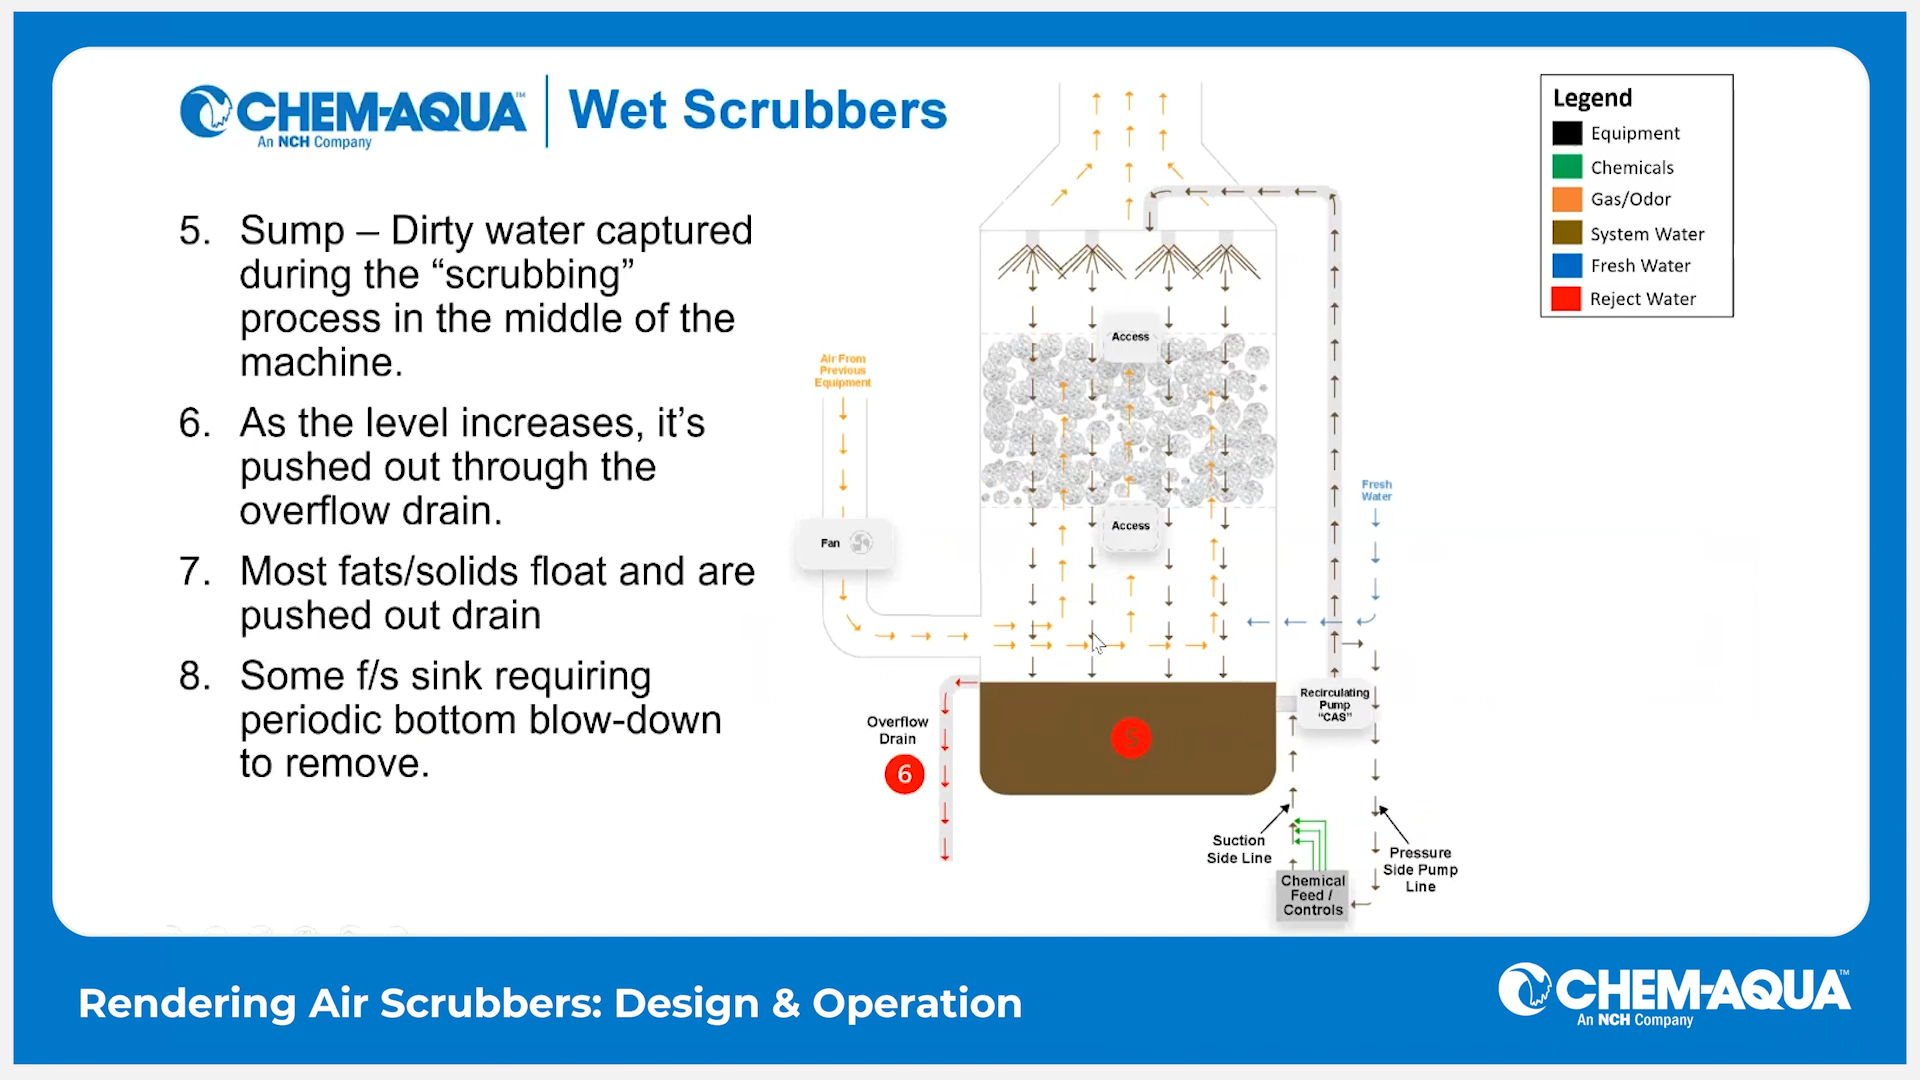 CHEM-AQUA™
An NCH Company
Wet Scrubbers
5. Sump – Dirty water captured
during the “scrubbing”
process in the middle of the
machine.
6. As the level increases, it’s
pushed out through the
overflow drain.
7. Most fats/solids float and are
pushed out drain
8. Some f/s sink requiring
periodic bottom blow-down
to remove.
Air From
Previous
Equipment
Fan
Access
Access
Fresh
Water
Recirculating
Pump
“CAS”
Overflow
Drain
6
5
Suction
Side Line
Pressure
Side Pump
Line
Chemical
Feed /
Controls
Legend
Equipment
Chemicals
Gas/Odor
System Water
Fresh Water
Reject Water
Rendering Air Scrubbers: Design & Operation
CHEM-AQUA™
An NCH Company